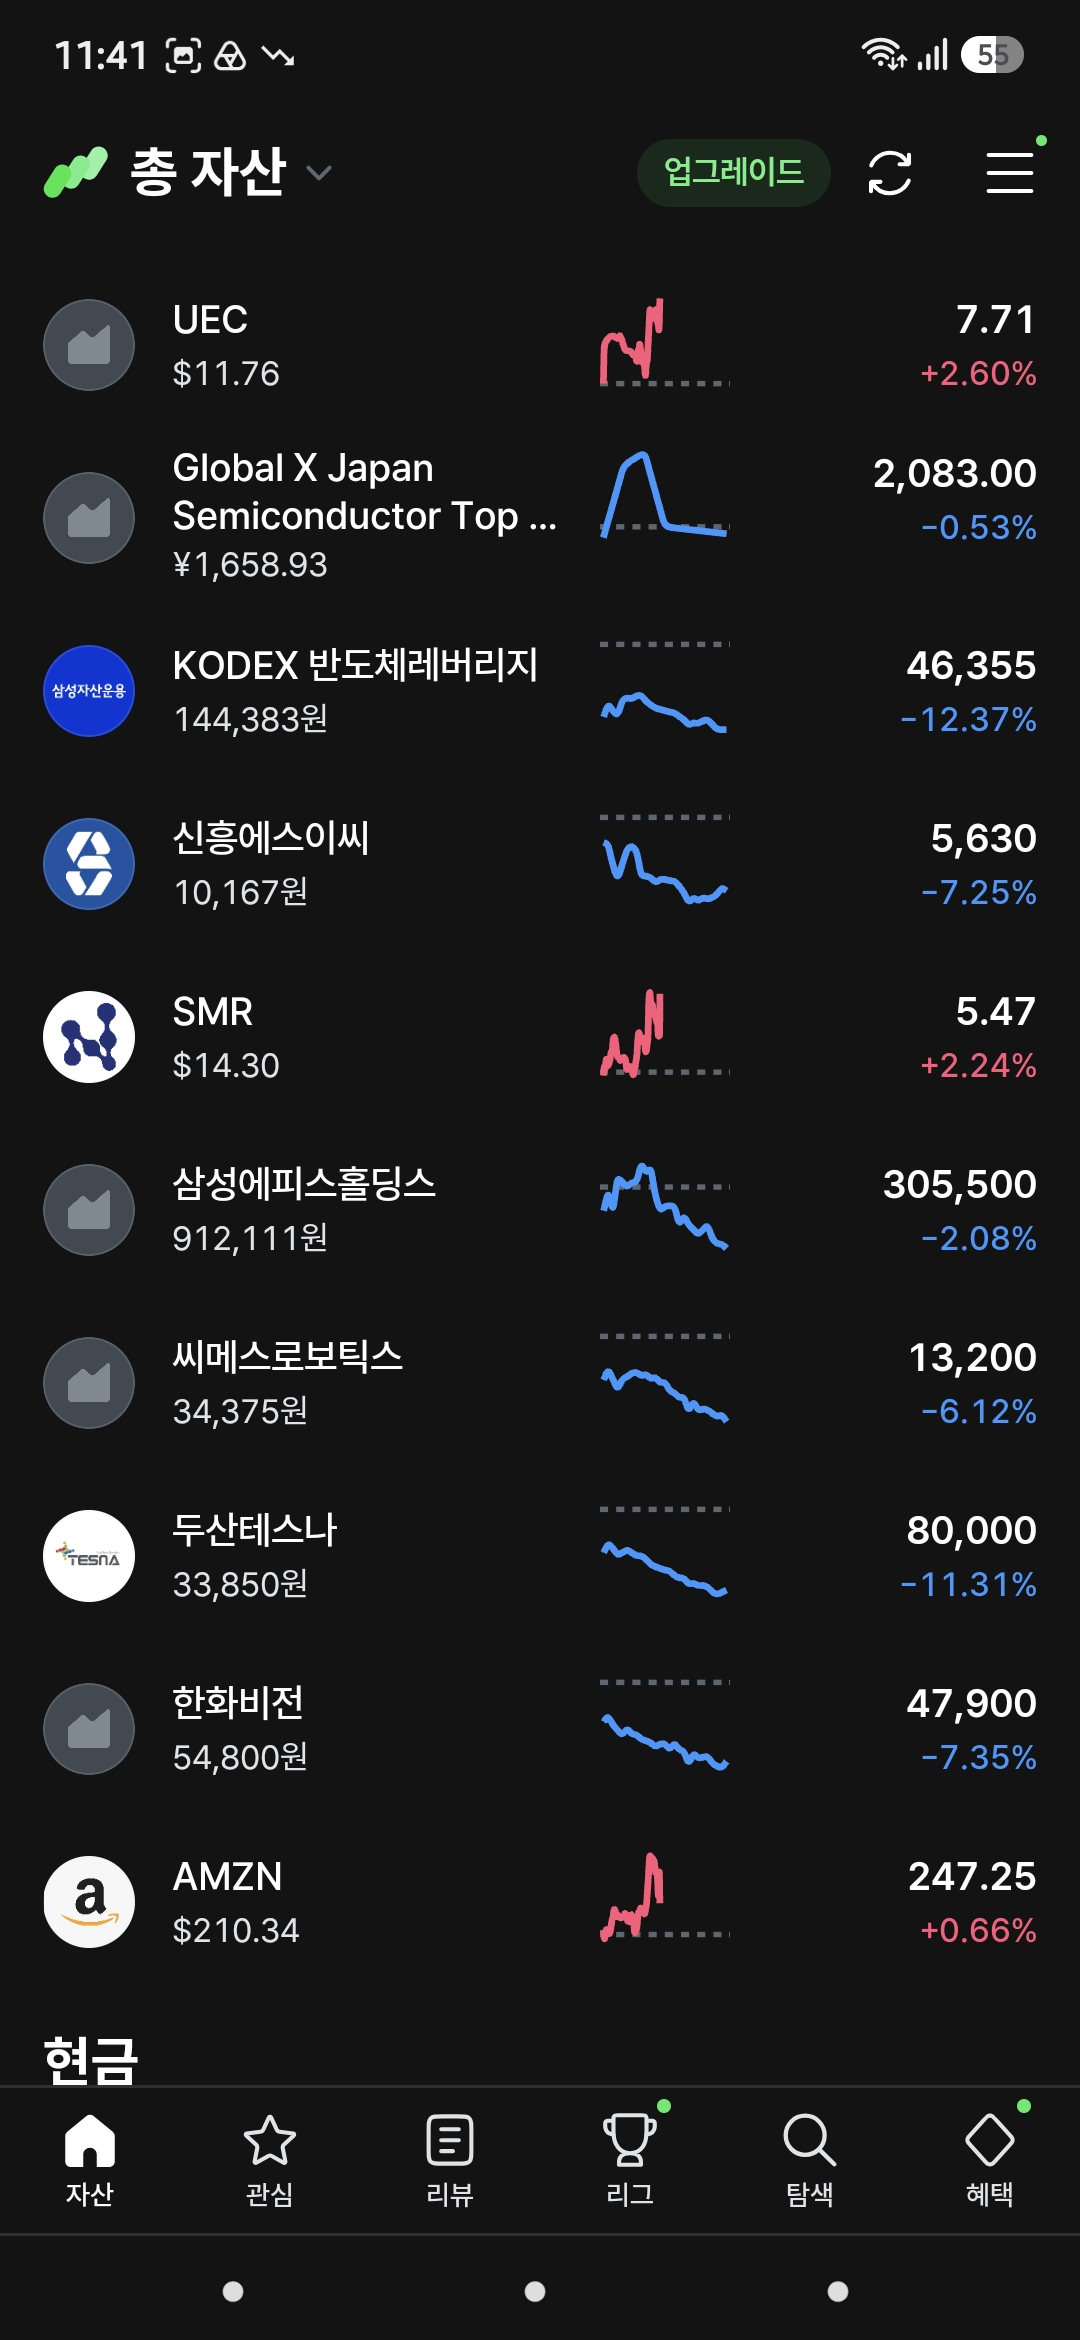 11:41
55
총 자산
업그레이드
UEC
7.71
$11.76
+2.60%
Global X Japan
Semiconductor Top ...
2,083.00
¥1,658.93
−0.53%
삼성자산운용
KODEX 반도체레버리지
46,355
144,383원
−12.37%
신흥에스이씨
5,630
10,167원
−7.25%
SMR
5.47
$14.30
+2.24%
삼성에피스홀딩스
305,500
912,111원
−2.08%
씨메스로보틱스
13,200
34,375원
−6.12%
TESNA
두산테스나
80,000
33,850원
−11.31%
한화비전
47,900
54,800원
−7.35%
a
AMZN
247.25
$210.34
+0.66%
현금
자산
관심
리뷰
리그
탐색
혜택